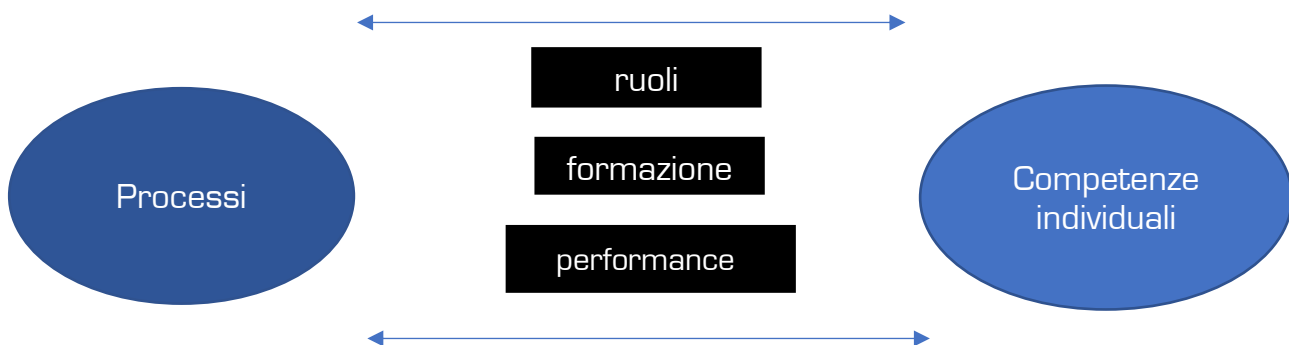 ruoli
formazione
performance
Processi
Competenze
individuali